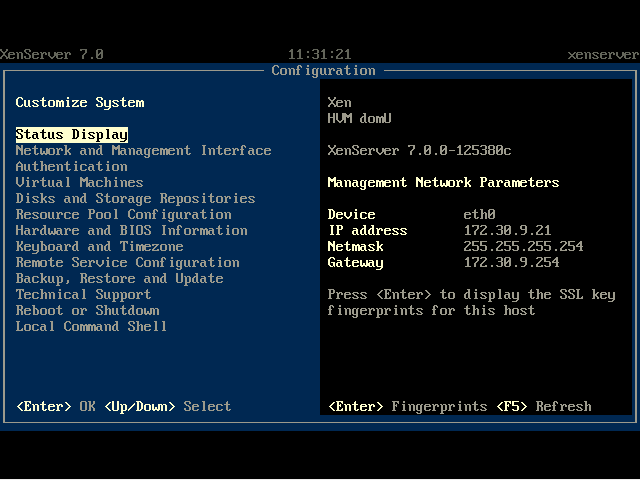 XenServer 7.0 11:31:21 xenserver
Configuration
Customize System
Status Display
Network and Management Interface
Authentication
Virtual Machines
Disks and Storage Repositories
Resource Pool Configuration
Hardware and BIOS Information
Keyboard and Timezone
Remote Service Configuration
Backup, Restore and Update
Technical Support
Reboot or Shutdown
Local Command Shell
<Enter> OK <Up/Down> Select
Xen
HVM domU
XenServer 7.0.0-125380c
Management Network Parameters
Device eth0
IP address 172.30.9.21
Netmask 255.255.255.254
Gateway 172.30.9.254
Press <Enter> to display the SSL key
fingerprints for this host
<Enter> Fingerprints <F5> Refresh